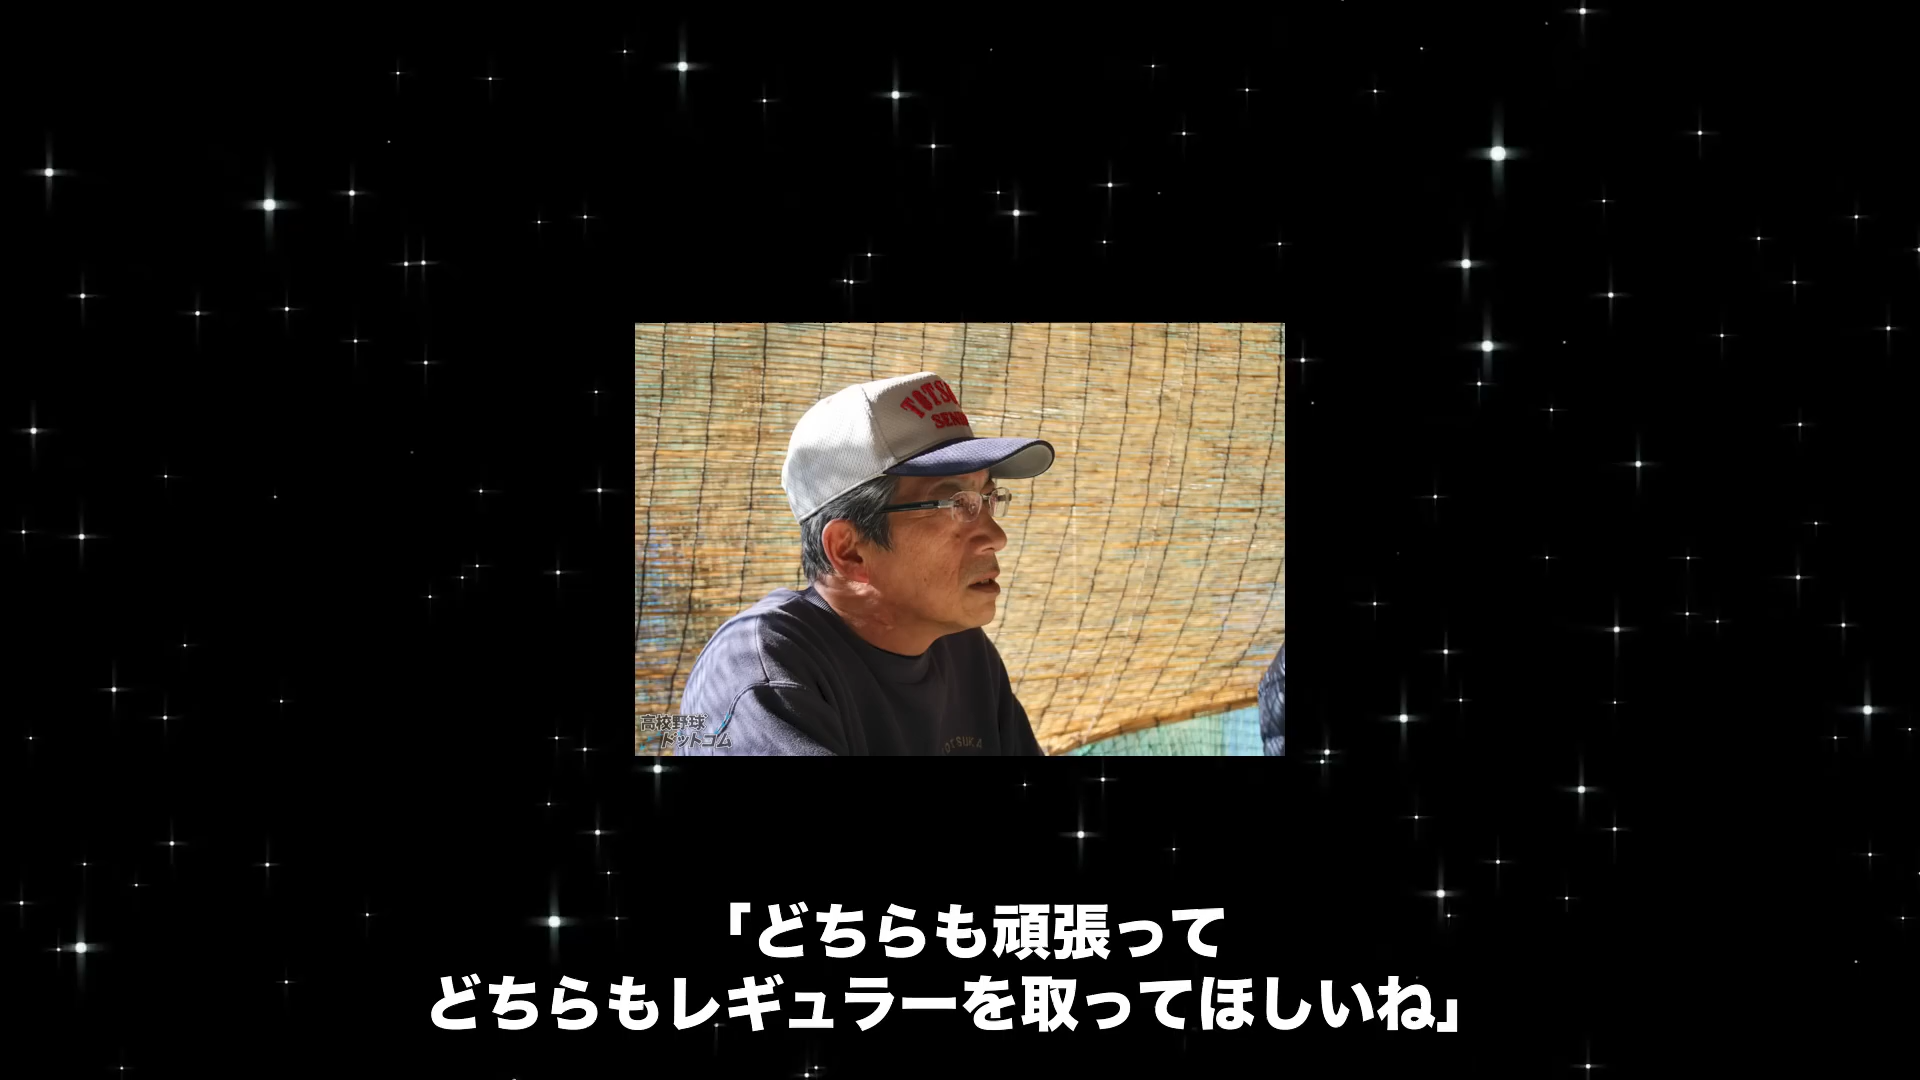 高校野球
ドットコム
「どちらも頑張って
どちらもレギュラーを取ってほしいね」